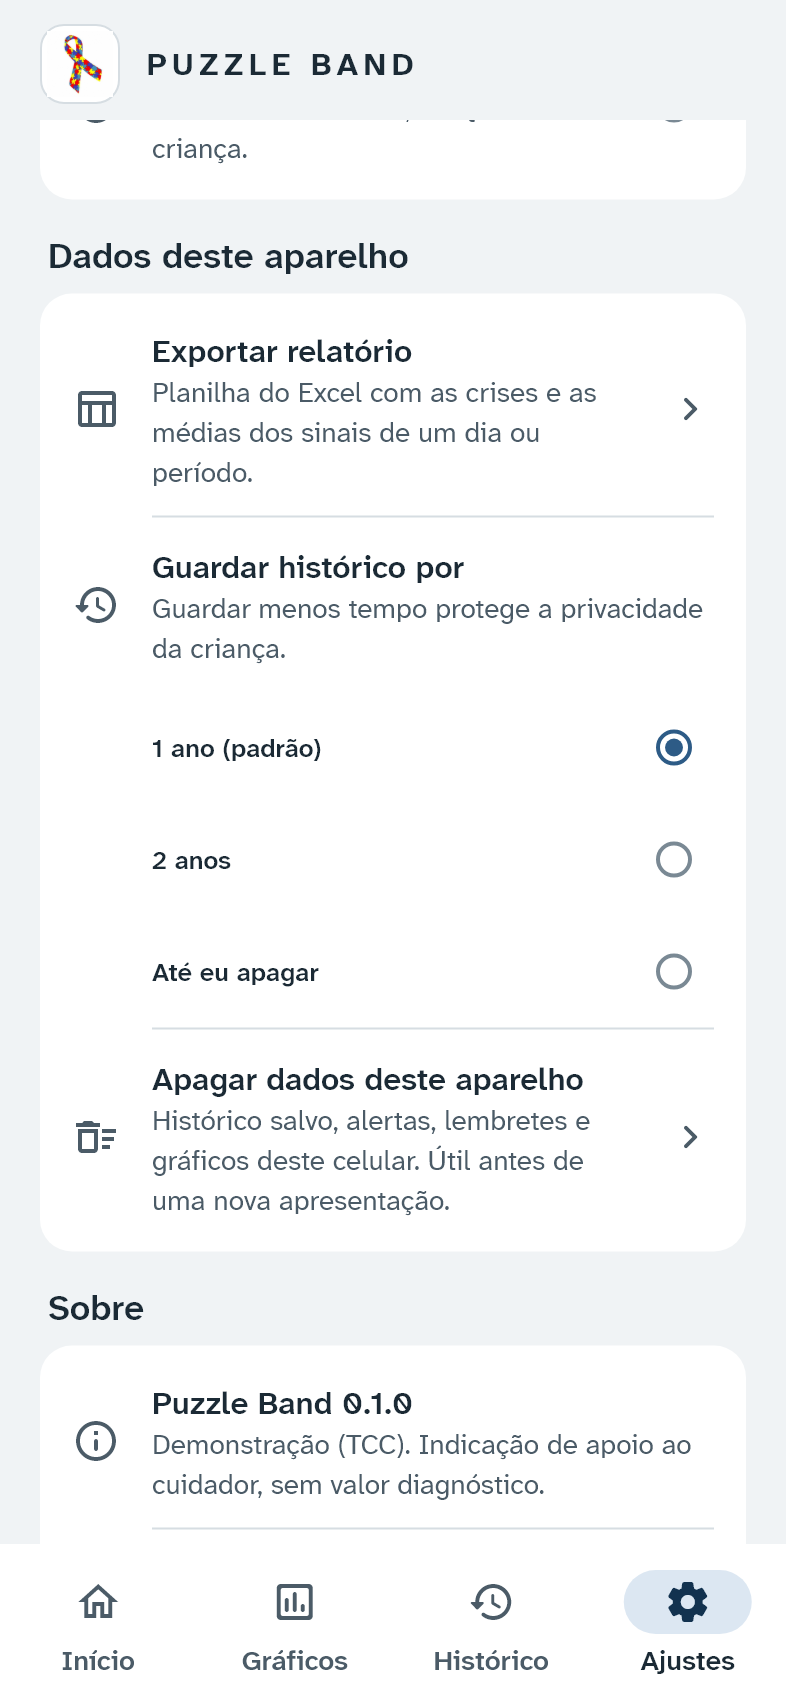 PUZZLE BAND
criança.
Dados deste aparelho
Exportar relatório
Planilha do Excel com as crises e as
médias dos sinais de um dia ou
período.
Guardar histórico por
Guardar menos tempo protege a privacidade
da criança.
1 ano (padrão)
2 anos
Até eu apagar
Apagar dados deste aparelho
Histórico salvo, alertas, lembretes e
gráficos deste celular. Útil antes de
uma nova apresentação.
Sobre
Puzzle Band 0.1.0
Demonstração (TCC). Indicação de apoio ao
cuidador, sem valor diagnóstico.
Início
Gráficos
Histórico
Ajustes